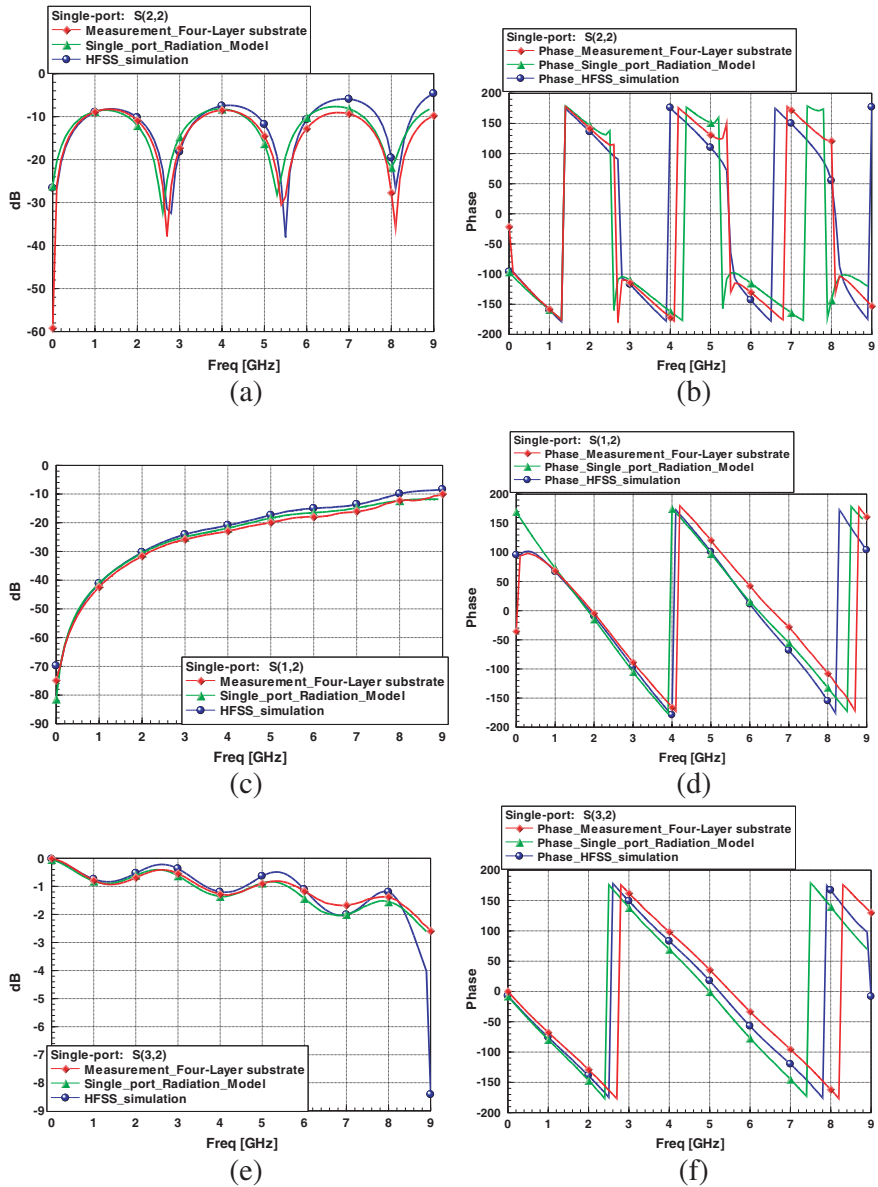 Single-port: S(2,2)
Measurement_Four-Layer substrate
Single_port_Radiation_Model
HFSS_simulation
0
-10
-20
-30
-40
-50
-60
dB
0 1 2 3 4 5 6 7 8 9
Freq [GHz]
(a)
Single-port: S(2,2)
Phase_Measurement_Four-Layer substrate
Phase_Single_port_Radiation_Model
Phase_HFSS_simulation
200
150
100
50
0
-50
-100
-150
-200
Phase
0 1 2 3 4 5 6 7 8 9
Freq [GHz]
(b)
0
-10
-20
-30
-40
-50
-60
-70
-80
-90
dB
Single-port: S(1,2)
Measurement_Four-Layer substrate
Single_port_Radiation_Model
HFSS_simulation
0 1 2 3 4 5 6 7 8 9
Freq [GHz]
(c)
Single-port: S(1,2)
Phase_Measurement_Four-Layer substrate
Phase_Single_port_Radiation_Model
Phase_HFSS_simulation
200
150
100
50
0
-50
-100
-150
-200
Phase
0 1 2 3 4 5 6 7 8 9
Freq [GHz]
(d)
0
-1
-2
-3
-4
-5
-6
-7
-8
-9
dB
Single-port: S(3,2)
Measurement_Four-Layer substrate
Single_port_Radiation_Model
HFSS_simulation
0 1 2 3 4 5 6 7 8 9
Freq [GHz]
(e)
Single-port: S(3,2)
Phase_Measurement_Four-Layer substrate
Phase_Single_port_Radiation_Model
Phase_HFSS_simulation
200
150
100
50
0
-50
-100
-150
-200
Phase
0 1 2 3 4 5 6 7 8 9
Freq [GHz]
(f)